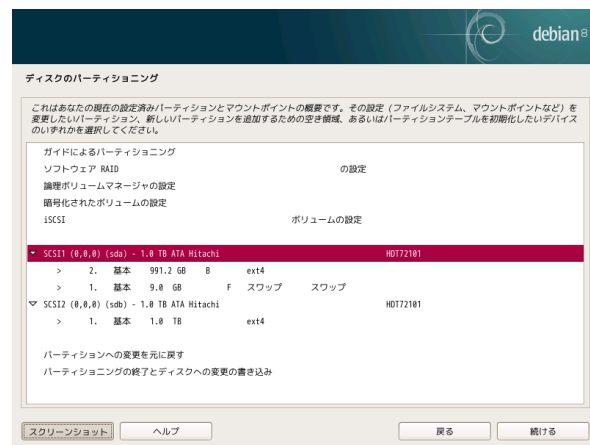 debian 8
ディスクのパーティショニング
これはあなたの現在の設定済みパーティションとマウントポイントの概要です。その設定 (ファイルシステム、マウントポイントなど) を
変更したいパーティション、新しいパーティションを追加するための空き領域、あるいはパーティションテーブルを初期化したいデバイス
のいずれかを選択してください。
ガイドによるパーティショニング
ソフトウェア RAID の設定
論理ボリュームマネージャの設定
暗号化されたボリュームの設定
iSCSI ボリュームの設定
SCSI1 (0,0,0) (sda) - 1.0 TB ATA Hitachi HDT72101
> 2. 基本 991.2 GB B ext4
> 1. 基本 9.0 GB F スワップ スワップ
SCSI2 (0,0,0) (sdb) - 1.0 TB ATA Hitachi HDT72101
> 1. 基本 1.0 TB ext4
パーティションへの変更を元に戻す
パーティショニングの終了とディスクへの変更の書き込み
スクリーンショット ヘルプ 戻る 続ける